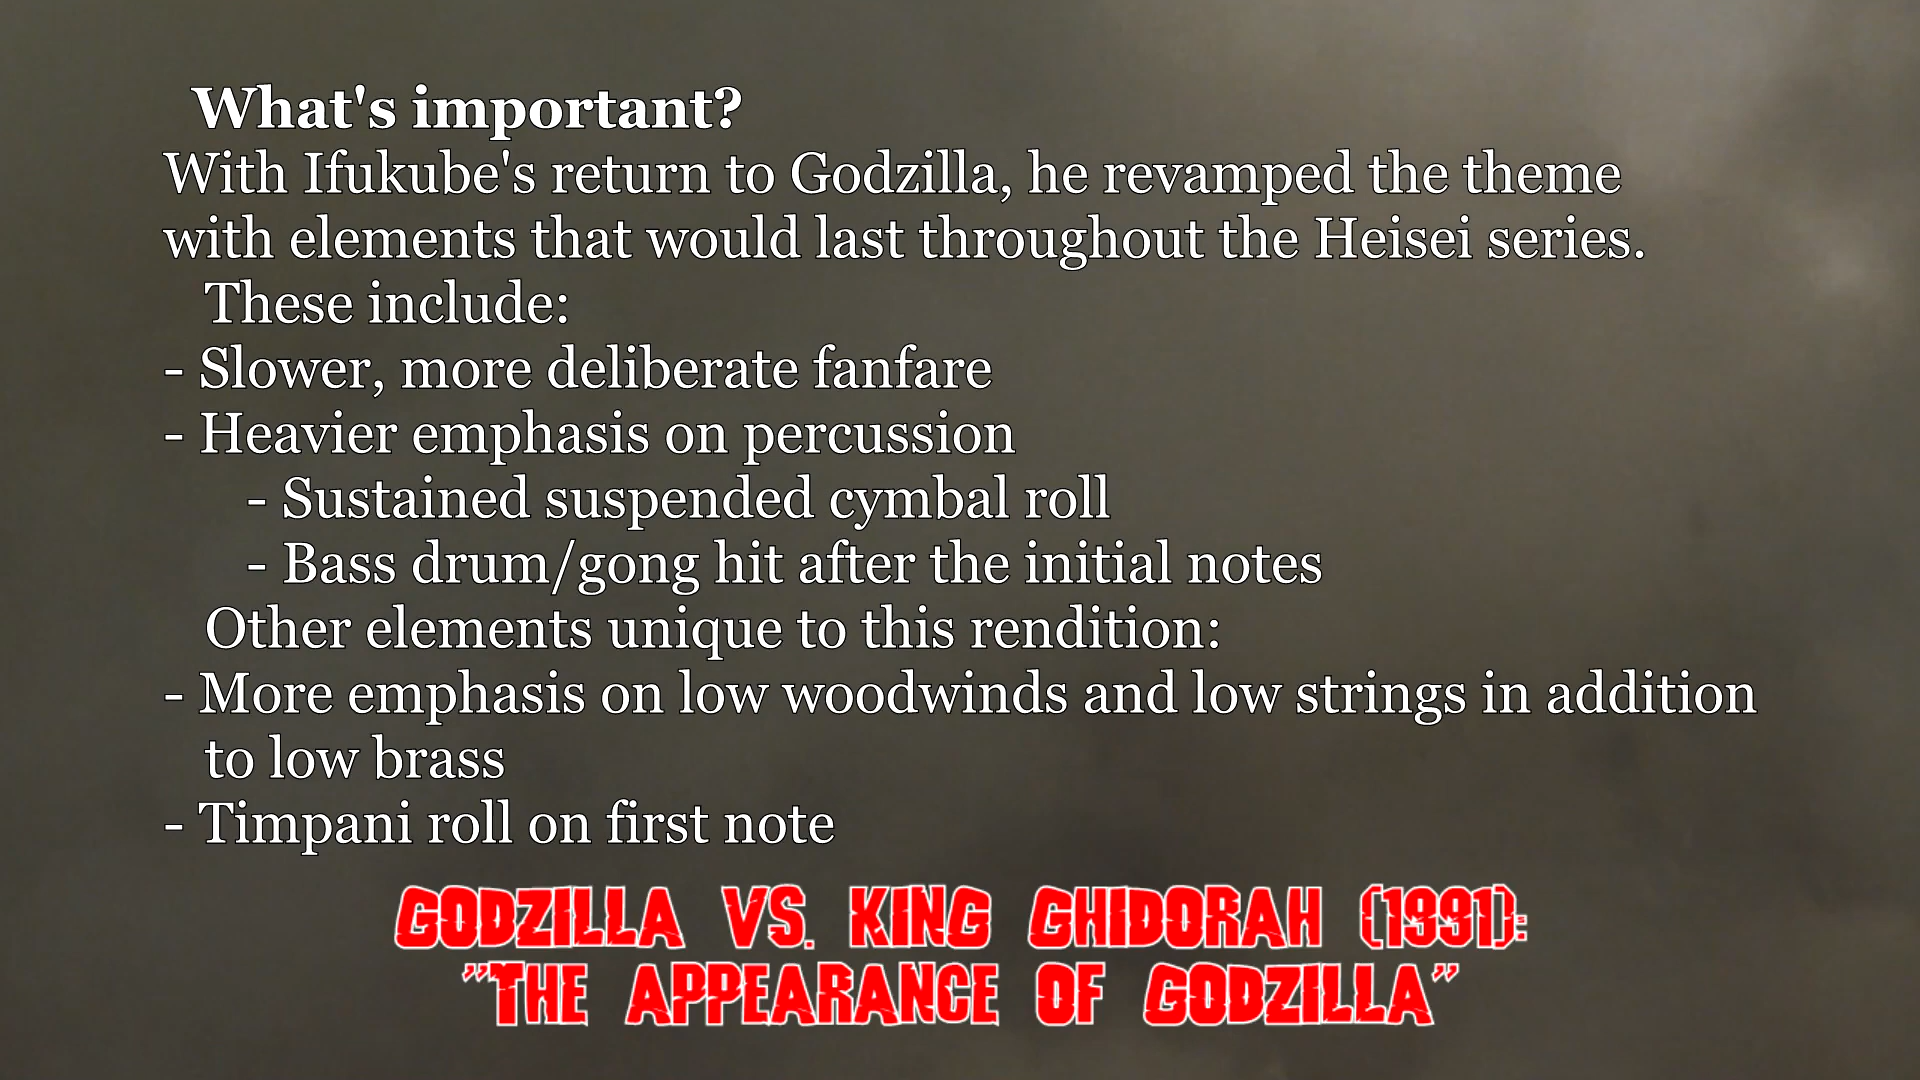 What's important?
With Ifukube's return to Godzilla, he revamped the theme
with elements that would last throughout the Heisei series.
These include:
- Slower, more deliberate fanfare
- Heavier emphasis on percussion
- Sustained suspended cymbal roll
- Bass drum/gong hit after the initial notes
Other elements unique to this rendition:
- More emphasis on low woodwinds and low strings in addition
to low brass
- Timpani roll on first note
GODZILLA VS. KING GHIDORAH (1991):
"THE APPEARANCE OF GODZILLA"